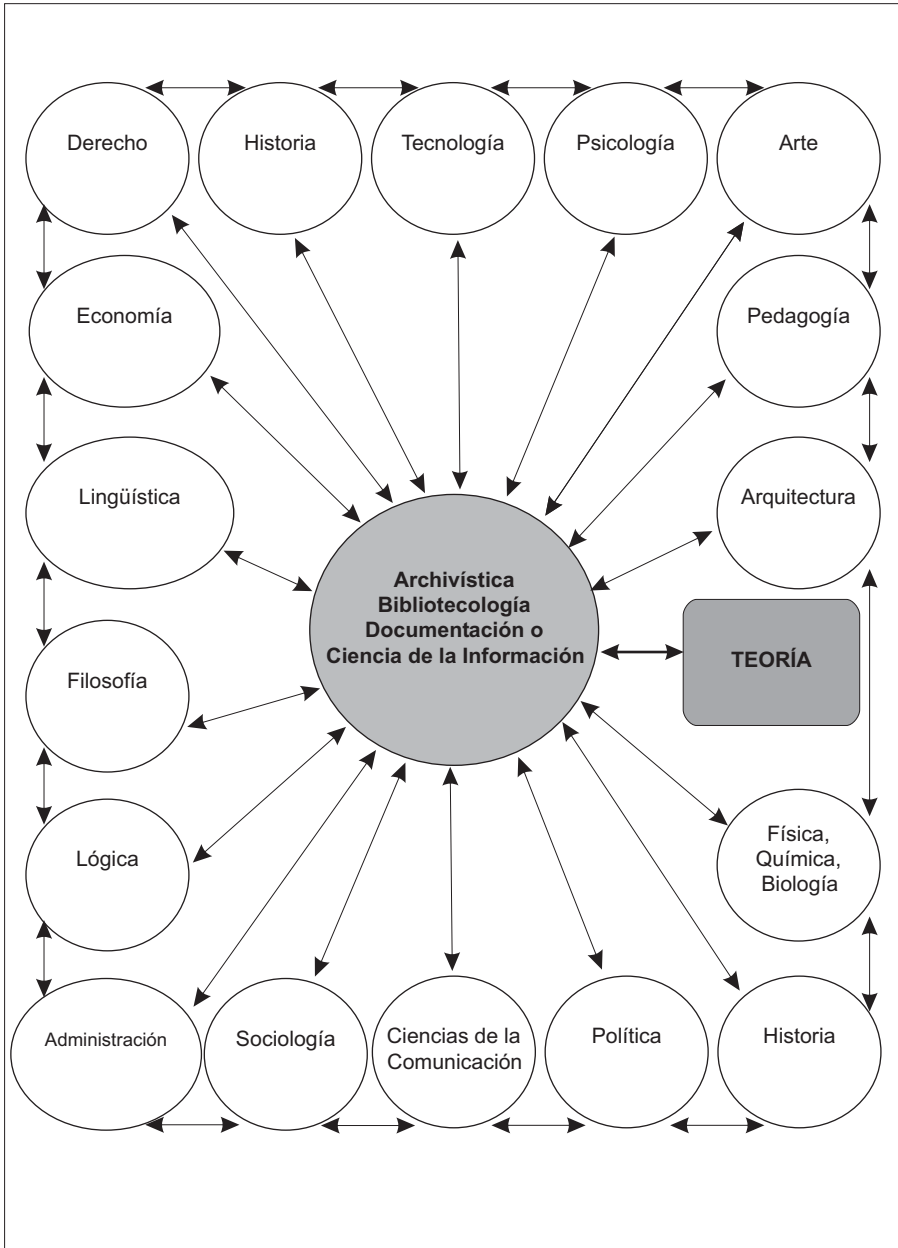 Derecho
Historia
Tecnología
Psicología
Arte
Economía
Pedagogía
Lingüística
Arquitectura
Archivística
Bibliotecología
Documentación o
Ciencia de la Información
TEORÍA
Filosofía
Lógica
Física,
Química,
Biología
Administración
Sociología
Ciencias de la
Comunicación
Política
Historia